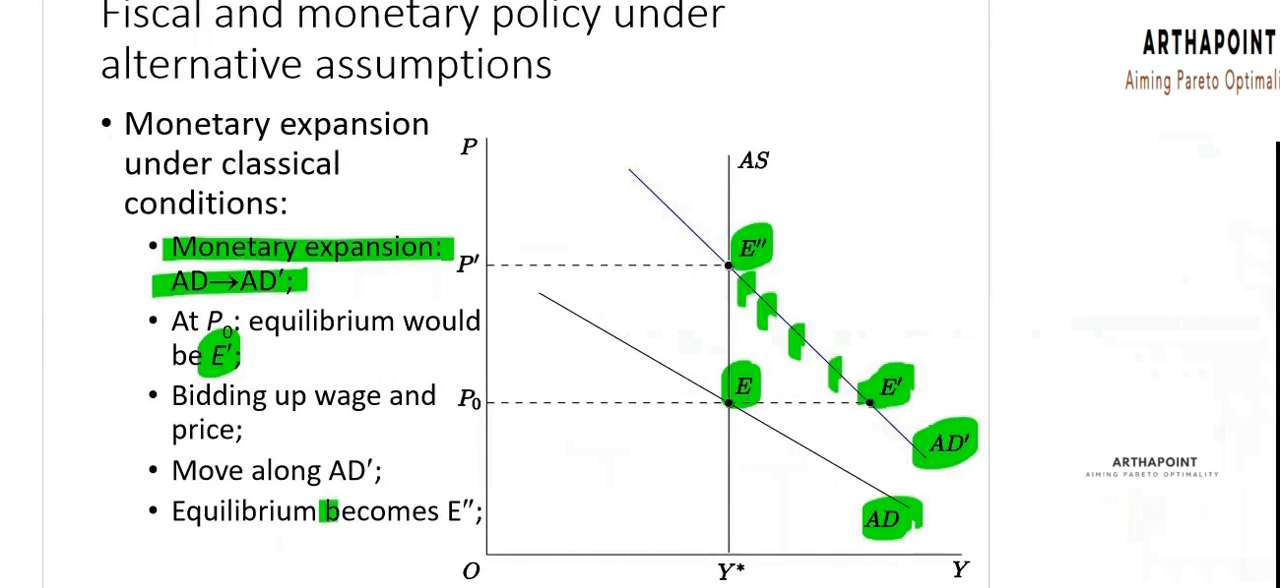 Fiscal and monetary policy under
alternative assumptions
ARTHAPOINT
Aiming Pareto Optimali
• Monetary expansion
under classical
conditions:
• Monetary expansion:
AD→AD′;
• At P₀: equilibrium would
be E′;
• Bidding up wage and
price;
• Move along AD′;
• Equilibrium becomes E″;
P
AS
E″
P′
E
E′
P₀
AD′
AD
O
Y*
Y
ARTHAPOINT
AIMING PARETO OPTIMALITY